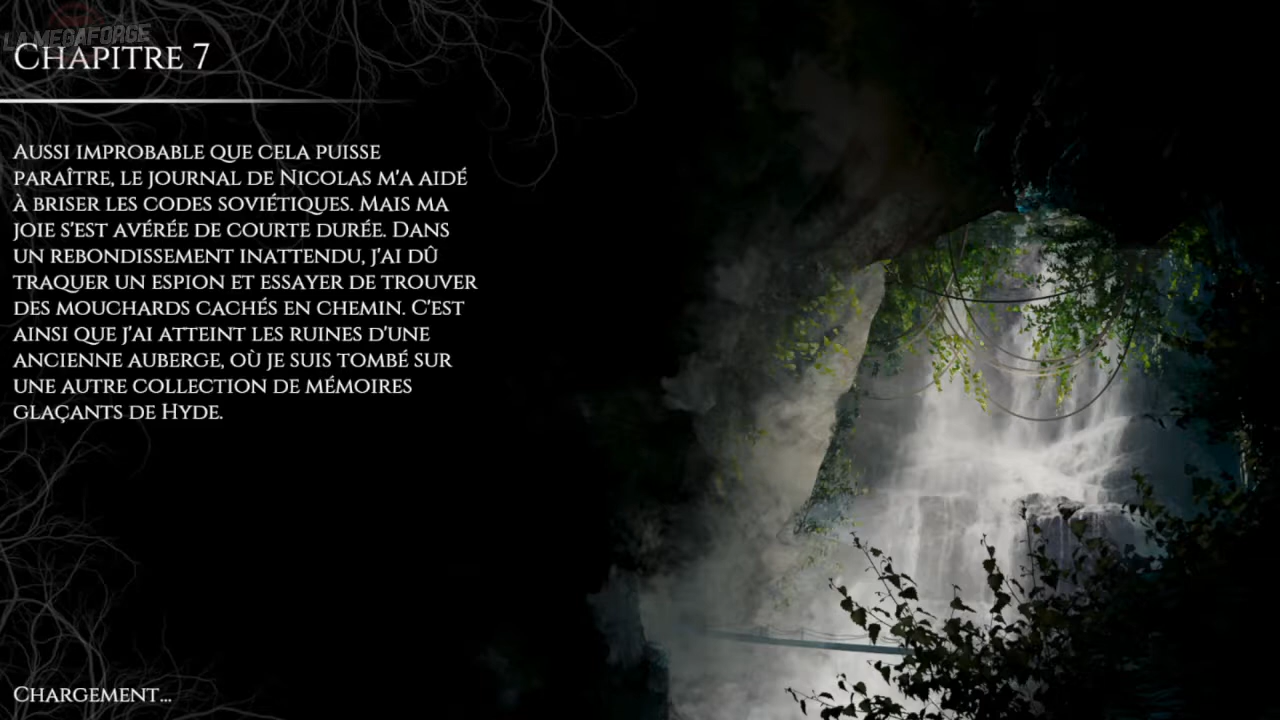 LA MEGAFORGE
Chapitre 7
Aussi improbable que cela puisse
paraître, le journal de Nicolas m'a aidé
à briser les codes soviétiques. Mais ma
joie s'est avérée de courte durée. Dans
un rebondissement inattendu, j'ai dû
traquer un espion et essayer de trouver
des mouchards cachés en chemin. C'est
ainsi que j'ai atteint les ruines d'une
ancienne auberge, où je suis tombé sur
une autre collection de mémoires
glaçants de Hyde.
Chargement...